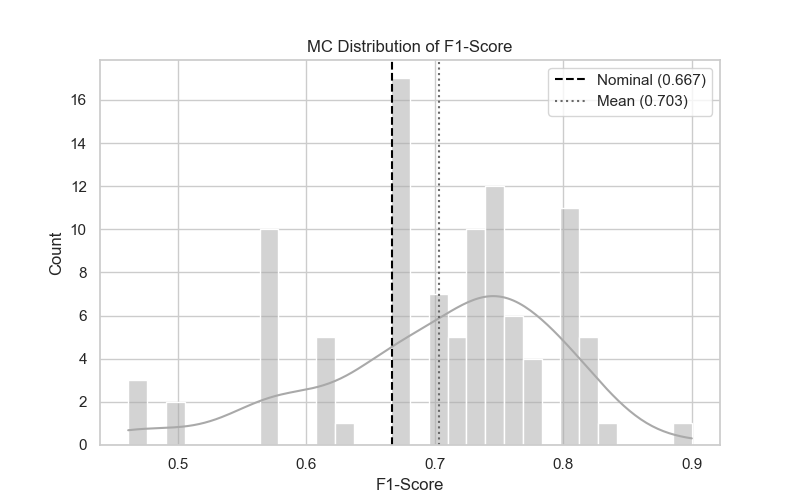 MC Distribution of F1-Score
Nominal (0.667)
Mean (0.703)
Count
16
14
12
10
8
6
4
2
0
0.5 0.6 0.7 0.8 0.9
F1-Score